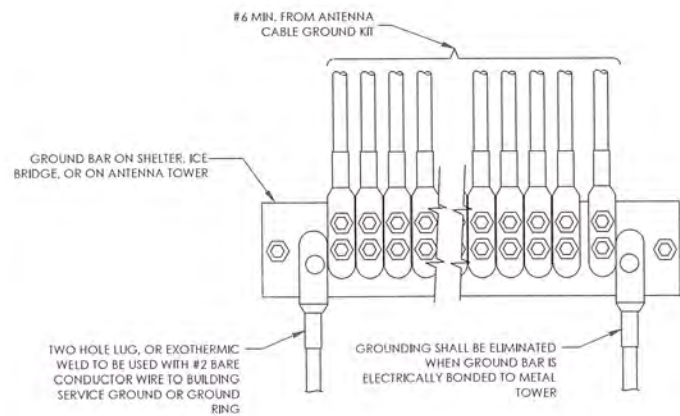 #6 MIN. FROM ANTENNA
CABLE GROUND KIT
GROUND BAR ON SHELTER, ICE
BRIDGE, OR ON ANTENNA TOWER
TWO HOLE LUG, OR EXOTHERMIC
WELD TO BE USED WITH #2 BARE
CONDUCTOR WIRE TO BUILDING
SERVICE GROUND OR GROUND
RING
GROUNDING SHALL BE ELIMINATED
WHEN GROUND BAR IS
ELECTRICALLY BONDED TO METAL
TOWER